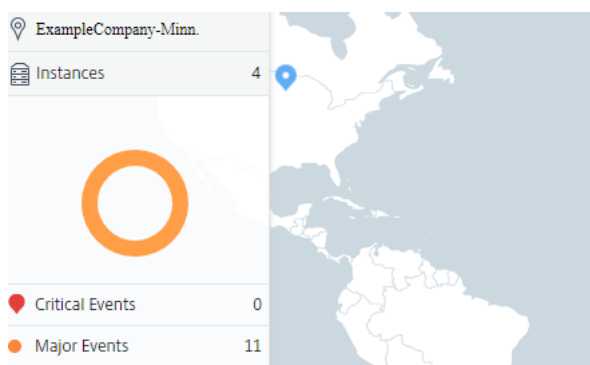 ExampleCompany-Minn.
Instances 4
Critical Events 0
Major Events 11